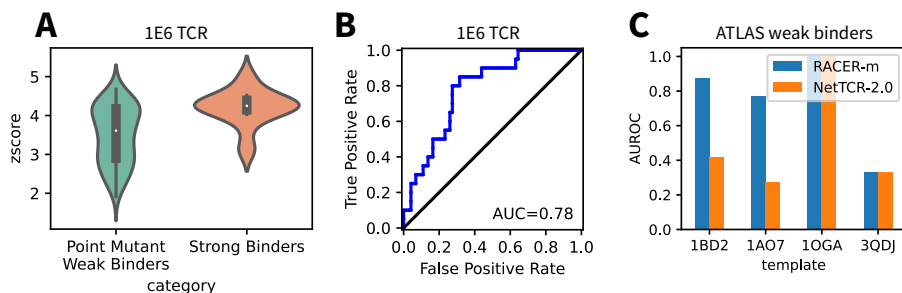 A
1E6 TCR
zscore
5
4
3
2
Point Mutant
Weak Binders
Strong Binders
category
B
1E6 TCR
True Positive Rate
1.0
0.8
0.6
0.4
0.2
0.0
AUC=0.78
0.0 0.2 0.4 0.6 0.8 1.0
False Positive Rate
C
ATLAS weak binders
RACER-m
NetTCR-2.0
AUROC
1.0
0.8
0.6
0.4
0.2
0.0
1BD2 1AO7 1OGA 3QDJ
template